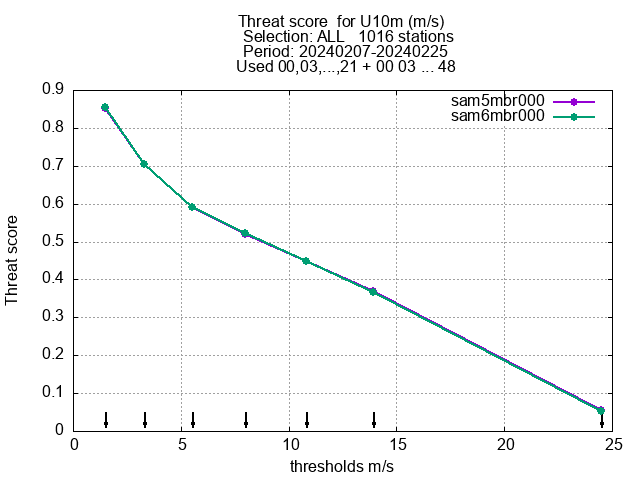 Threat score  for U10m (m/s)
Selection: ALL   1016 stations
Period: 20240207-20240225
Used 00,03,...,21 + 00 03 ... 48
sam5mbr000
sam6mbr000
0.9
0.8
0.7
0.6
0.5
0.4
0.3
0.2
0.1
0
Threat score
0 5 10 15 20 25
thresholds m/s